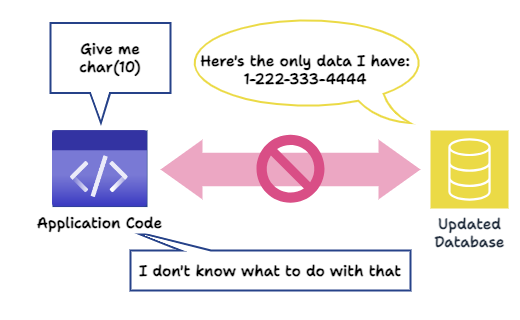 Give me
char(10)
Here's the only data I have:
1-222-333-4444
</>
Application Code
Updated
Database
I don't know what to do with that